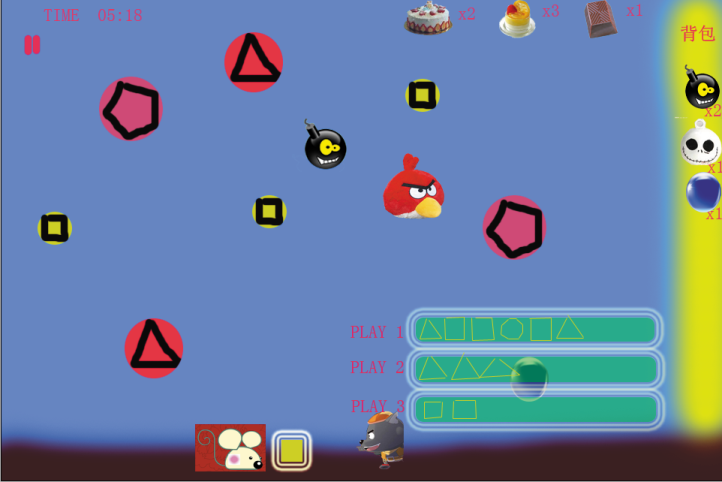 TIME 05:18
x2
x3
x1
背包
x2
x1
x1
PLAY 1
PLAY 2
PLAY 3